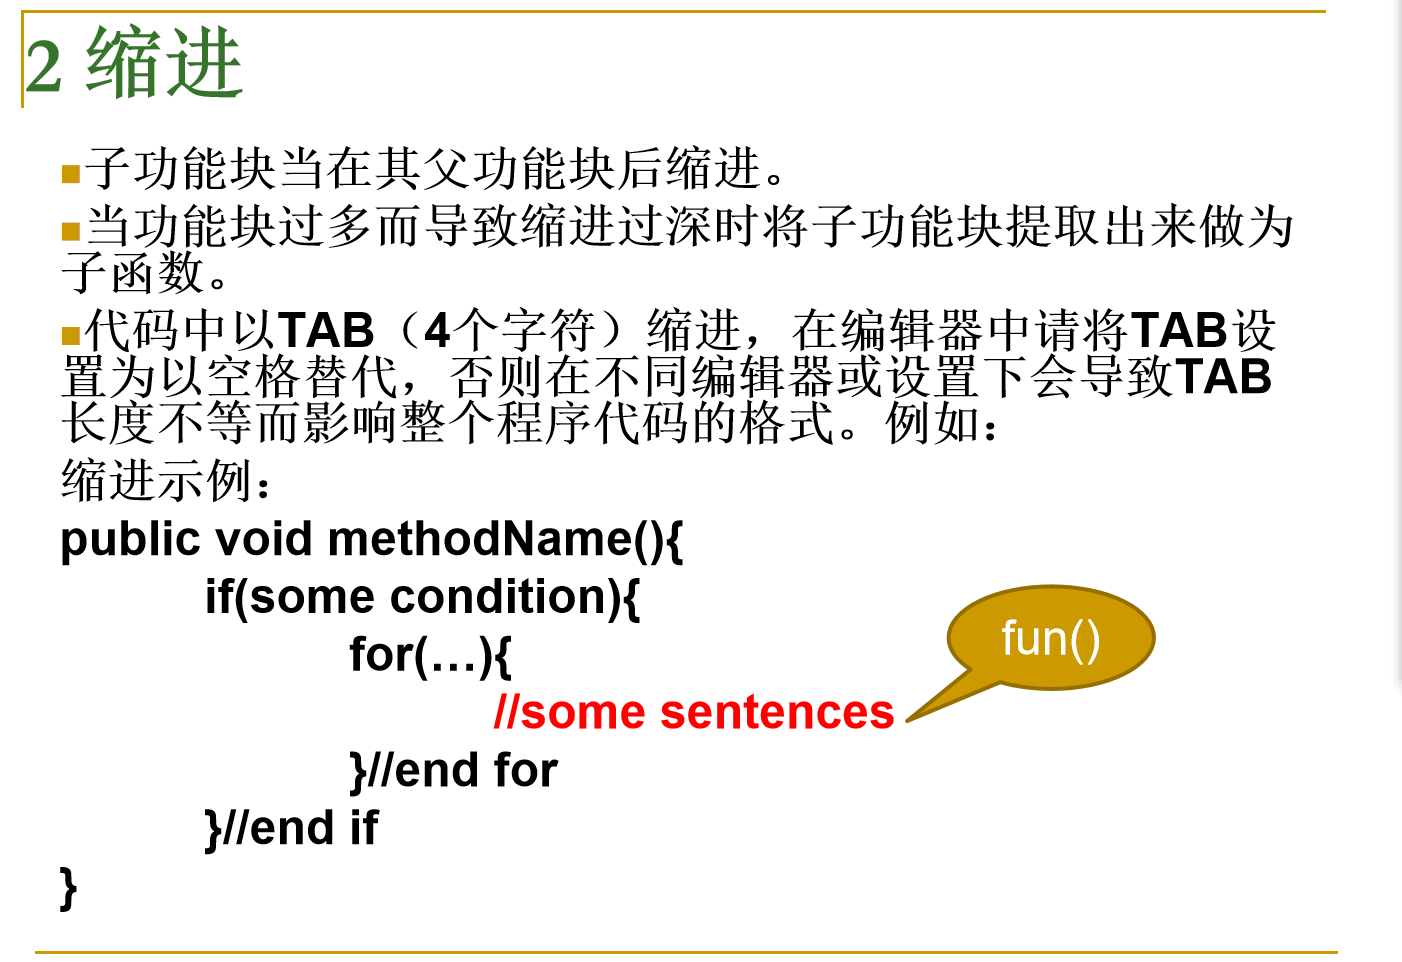 2 缩进
子功能块当在其父功能块后缩进。
当功能块过多而导致缩进过深时将子功能块提取出来做为
子函数。
代码中以TAB（4个字符）缩进，在编辑器中请将TAB设
置为以空格替代，否则在不同编辑器或设置下会导致TAB
长度不等而影响整个程序代码的格式。例如：
缩进示例：
public void methodName(){
if(some condition){
for(…){
fun()
//some sentences
}//end for
}//end if
}